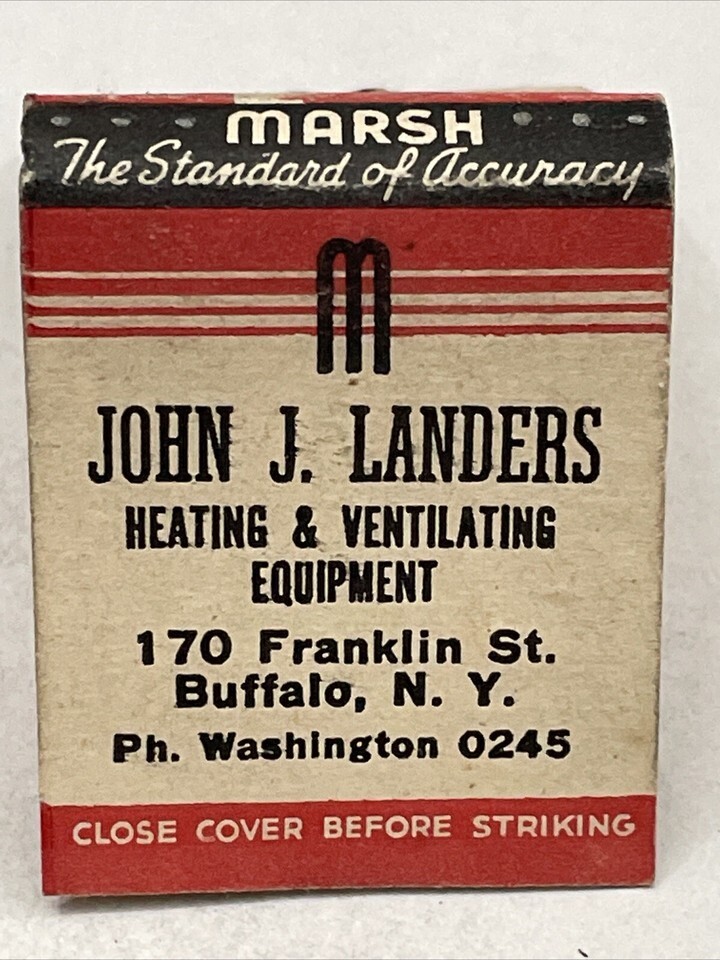 MARSH
The Standard of Accuracy
M
JOHN J. LANDERS
HEATING & VENTILATING
EQUIPMENT
170 Franklin St.
Buffalo, N. Y.
Ph. Washington 0245
CLOSE COVER BEFORE STRIKING